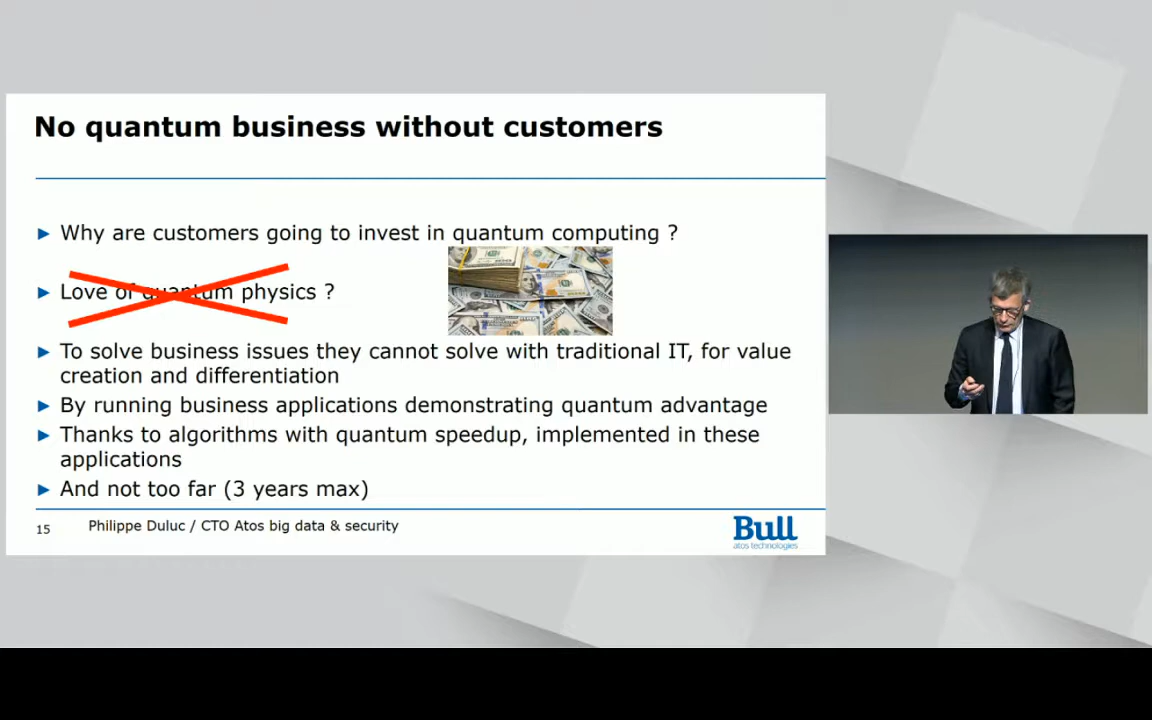 No quantum business without customers
Why are customers going to invest in quantum computing ?
Love of quantum physics ?
To solve business issues they cannot solve with traditional IT, for value
creation and differentiation
By running business applications demonstrating quantum advantage
Thanks to algorithms with quantum speedup, implemented in these
applications
And not too far (3 years max)
15
Philippe Duluc / CTO Atos big data & security
Bull
atos technologies